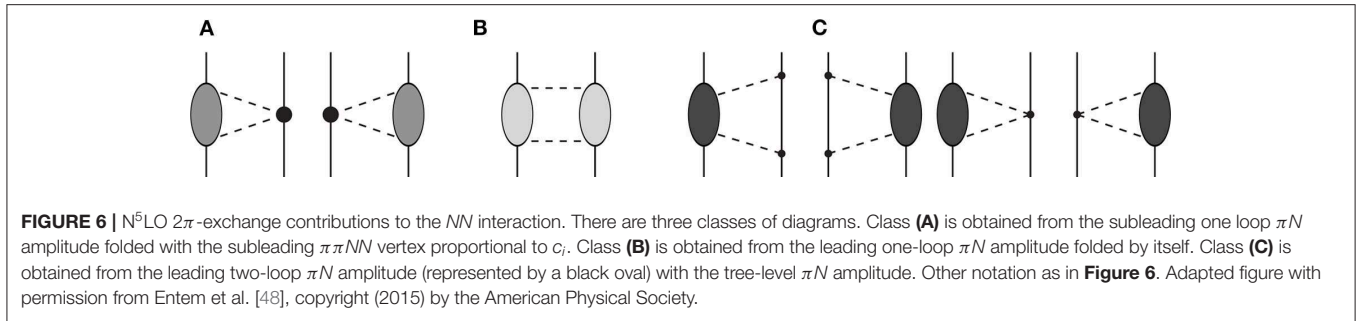 A B C
FIGURE 6 | N⁵LO 2π-exchange contributions to the NN interaction. There are three classes of diagrams. Class (A) is obtained from the subleading one loop πN
amplitude folded with the subleading ππNN vertex proportional to cᵢ. Class (B) is obtained from the leading one-loop πN amplitude folded by itself. Class (C) is
obtained from the leading two-loop πN amplitude (represented by a black oval) with the tree-level πN amplitude. Other notation as in Figure 6. Adapted figure with
permission from Entem et al. [48], copyright (2015) by the American Physical Society.